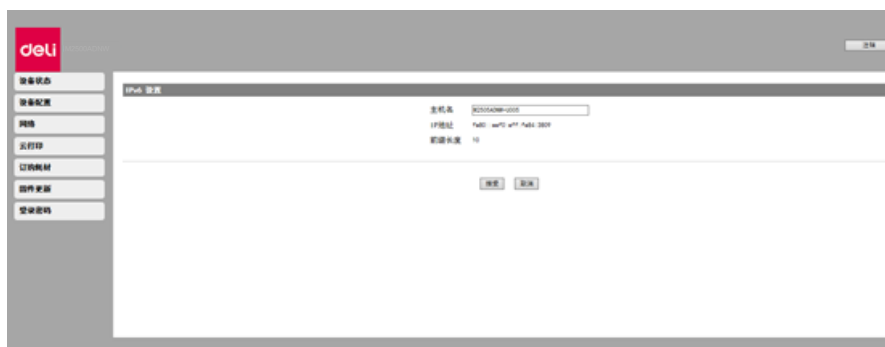 deli
注销
设备状态
设备配置
网络
云打印
订购耗材
固件更新
登录密码
IPv6 设置
主机名
IP地址
前缀长度 10
接受 取消